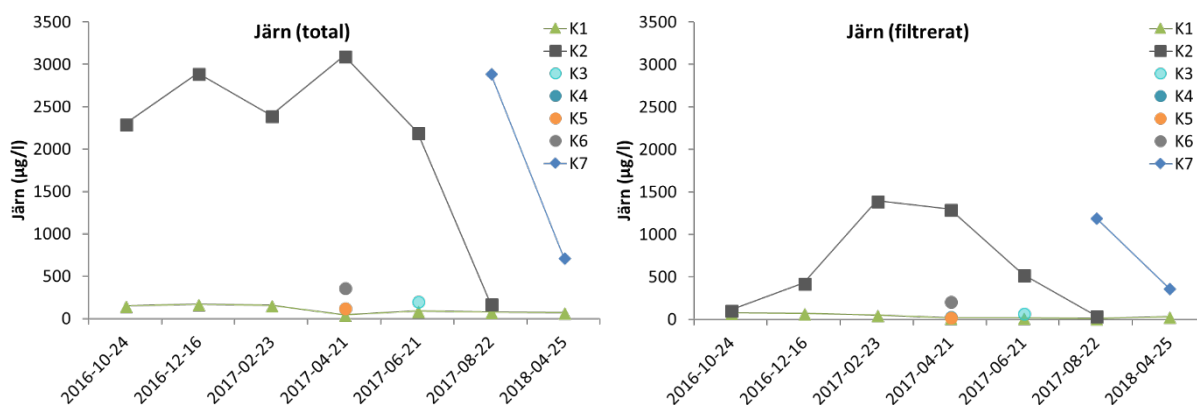 Järn (total)
Järn (µg/l)
3500
3000
2500
2000
1500
1000
500
0
2016-10-24
2016-12-16
2017-02-23
2017-04-21
2017-06-21
2017-08-22
2018-04-25
K1
K2
K3
K4
K5
K6
K7
Järn (filtrerat)
Järn (µg/l)
3500
3000
2500
2000
1500
1000
500
0
2016-10-24
2016-12-16
2017-02-23
2017-04-21
2017-06-21
2017-08-22
2018-04-25
K1
K2
K3
K4
K5
K6
K7